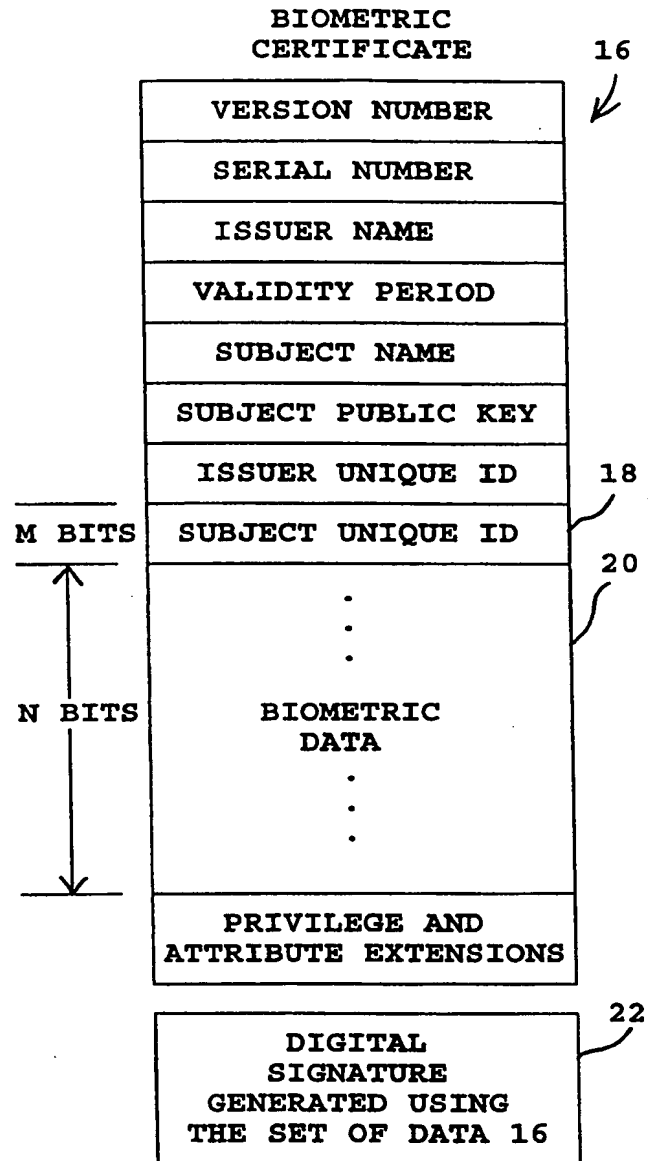 BIOMETRIC
CERTIFICATE
16
VERSION NUMBER
SERIAL NUMBER
ISSUER NAME
VALIDITY PERIOD
SUBJECT NAME
SUBJECT PUBLIC KEY
ISSUER UNIQUE ID
18
M BITS
SUBJECT UNIQUE ID
20
N BITS
BIOMETRIC
DATA
PRIVILEGE AND
ATTRIBUTE EXTENSIONS
22
DIGITAL
SIGNATURE
GENERATED USING
THE SET OF DATA 16